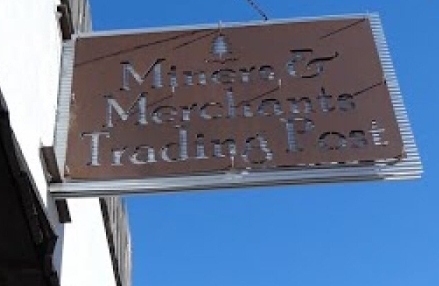 Miners &
Merchants
Trading Post